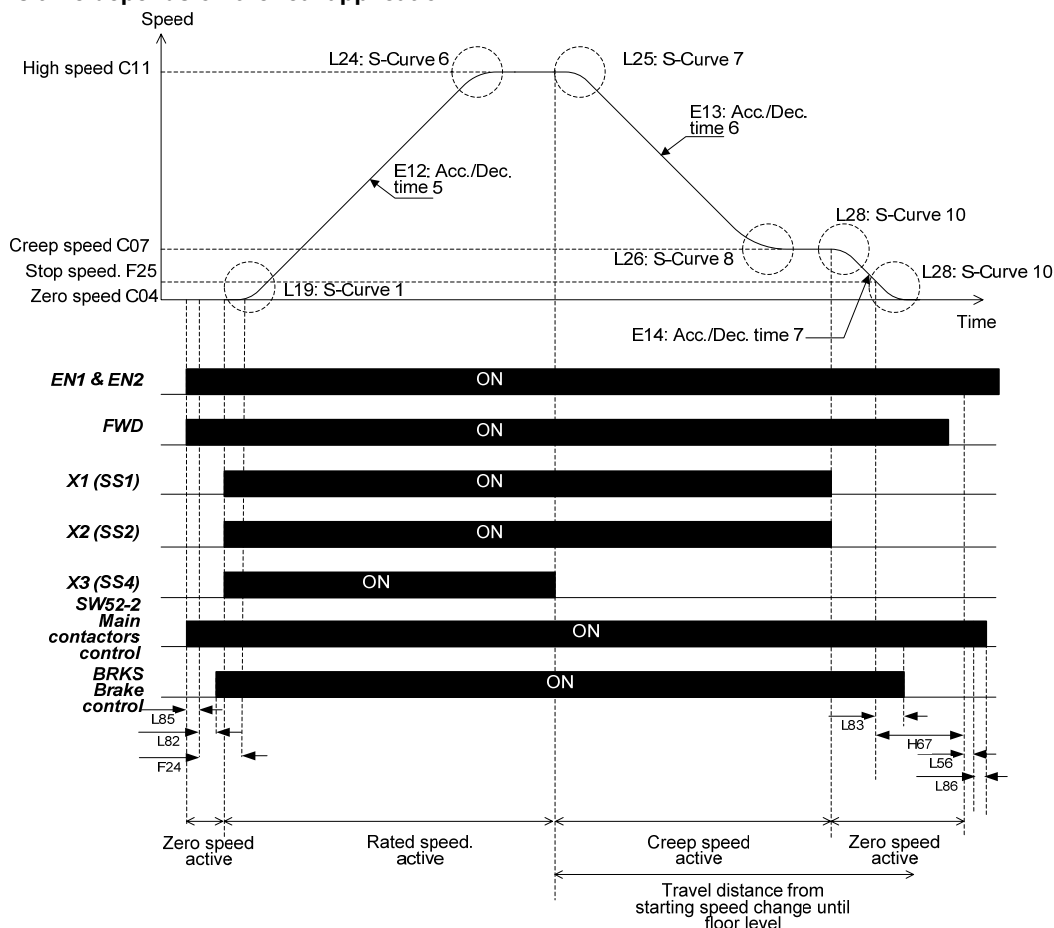 Speed
High speed C11
L24: S-Curve 6
L25: S-Curve 7
E13: Acc./Dec.
time 6
E12: Acc./Dec.
time 5
L28: S-Curve 10
Creep speed C07
L26: S-Curve 8
Stop speed. F25
L28: S-Curve 10
Zero speed C04
L19: S-Curve 1
Time
E14: Acc./Dec. time 7
EN1 & EN2
ON
FWD
ON
X1 (SS1)
ON
X2 (SS2)
ON
X3 (SS4)
ON
SW52-2
Main
contactors
control
ON
BRKS
Brake
control
ON
L85
L82
F24
L83
H67
L56
L86
Zero speed
active
Rated speed.
active
Creep speed
active
Zero speed
active
Travel distance from
starting speed change until
floor level